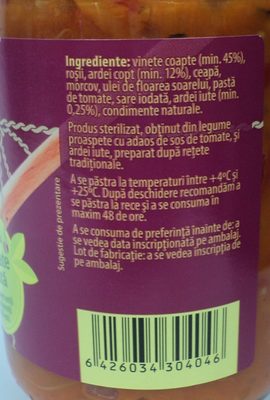 Ingrediente: vinete coapte (min. 45%),
roșii, ardei copt (min. 12%), ceapă,
morcov, ulei de floarea soarelui, pastă
de tomate, sare iodată, ardei iute (min.
0,25%), condimente naturale.
Produs sterilizat, obținut din legume
proaspete cu adaos de sos de tomate, și
ardei iute, preparat după rețete
tradiționale.
A se păstra la temperaturi între +4°C și
+25°C. După deschidere recomandăm a
se păstra la rece și a se consuma în
maxim 48 de ore.
A se consuma de preferință înainte de: a
se vedea data inscripționată pe ambalaj.
Lot de fabricație: a se vedea inscripția de
pe ambalaj.
Sugestie de prezentare
6 426034 304046